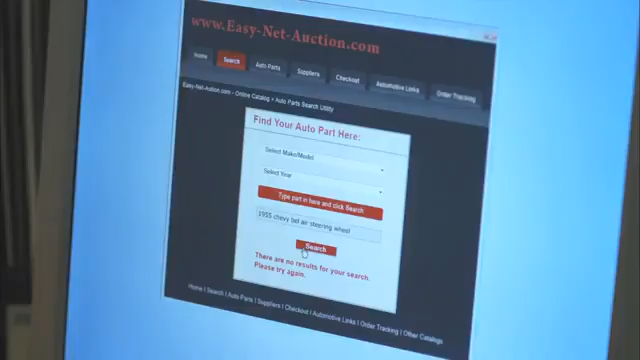 www.Easy-Net-Auction.com
Home Search Auto Parts Suppliers Checkout Automotive Links Order Tracking
Easy-Net-Auction.com > Online Catalog > Auto Parts Search Utility
Find Your Auto Part Here:
Select Make/Model
Select Year
Type part in here and click Search
1955 chevy bel air steering wheel
Search
There are no results for your search.
Please try again.
Home | Search | Auto Parts | Suppliers | Checkout | Automotive Links | Order Tracking | Other Catalogs